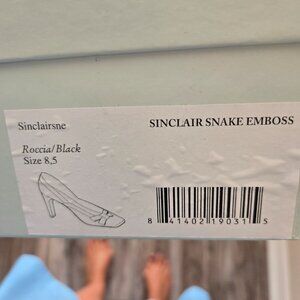 Sinclairsne
SINCLAIR SNAKE EMBOSS
Roccia/Black
Size 8,5
8 41402 19031 5